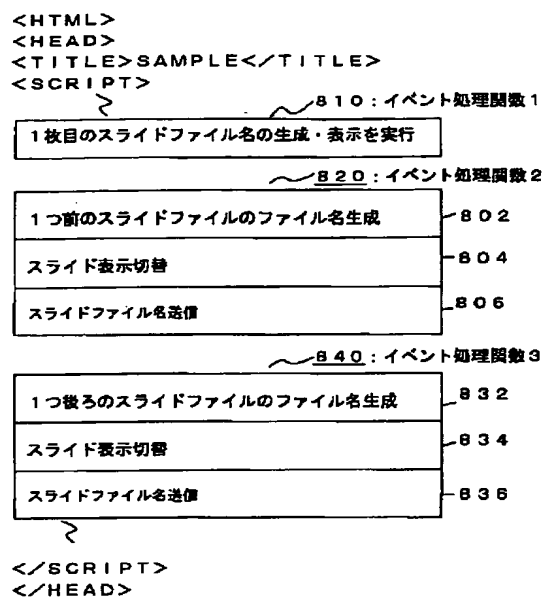 ＜ＨＴＭＬ＞
＜ＨＥＡＤ＞
＜ＴＩＴＬＥ＞ＳＡＭＰＬＥ＜／ＴＩＴＬＥ＞
＜ＳＣＲＩＰＴ＞
８１０：イベント処理関数１
１枚目のスライドファイル名の生成・表示を実行
８２０：イベント処理関数２
１つ前のスライドファイルのファイル名生成 ８０２
スライド表示切替 ８０４
スライドファイル名送信 ８０６
８４０：イベント処理関数３
１つ後ろのスライドファイルのファイル名生成 ８３２
スライド表示切替 ８３４
スライドファイル名送信 ８３６
＜／ＳＣＲＩＰＴ＞
＜／ＨＥＡＤ＞